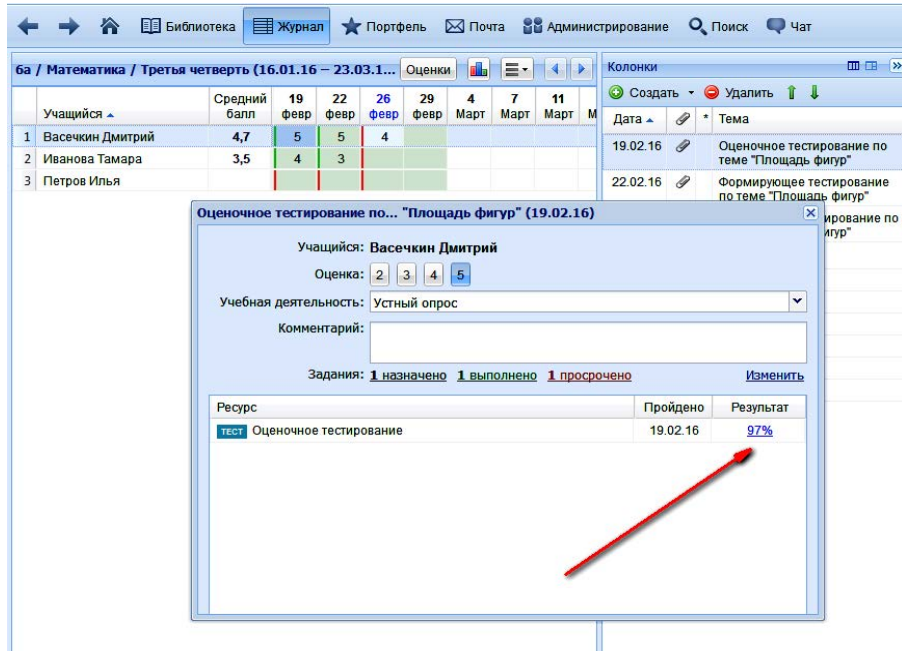 Библиотека Журнал Портфель Почта Администрирование Поиск Чат
6а / Математика / Третья четверть (16.01.16 – 23.03.1... Оценки
Колонки
Создать Удалить
Учащийся Средний балл 19 февр 22 февр 26 февр 29 февр 4 Март 7 Март 11 Март М
Дата * Тема
1 Васечкин Дмитрий 4,7 5 5 4
2 Иванова Тамара 3,5 4 3
3 Петров Илья
19.02.16 Оценочное тестирование по
теме "Площадь фигур"
22.02.16 Формирующее тестирование
по теме "Площадь фигур"
ирование по
игур"
Оценочное тестирование по... "Площадь фигур" (19.02.16)
Учащийся: Васечкин Дмитрий
Оценка: 2 3 4 5
Учебная деятельность: Устный опрос
Комментарий:
Задания: 1 назначено 1 выполнено 1 просрочено Изменить
Ресурс Пройдено Результат
ТЕСТ Оценочное тестирование 19.02.16 97%